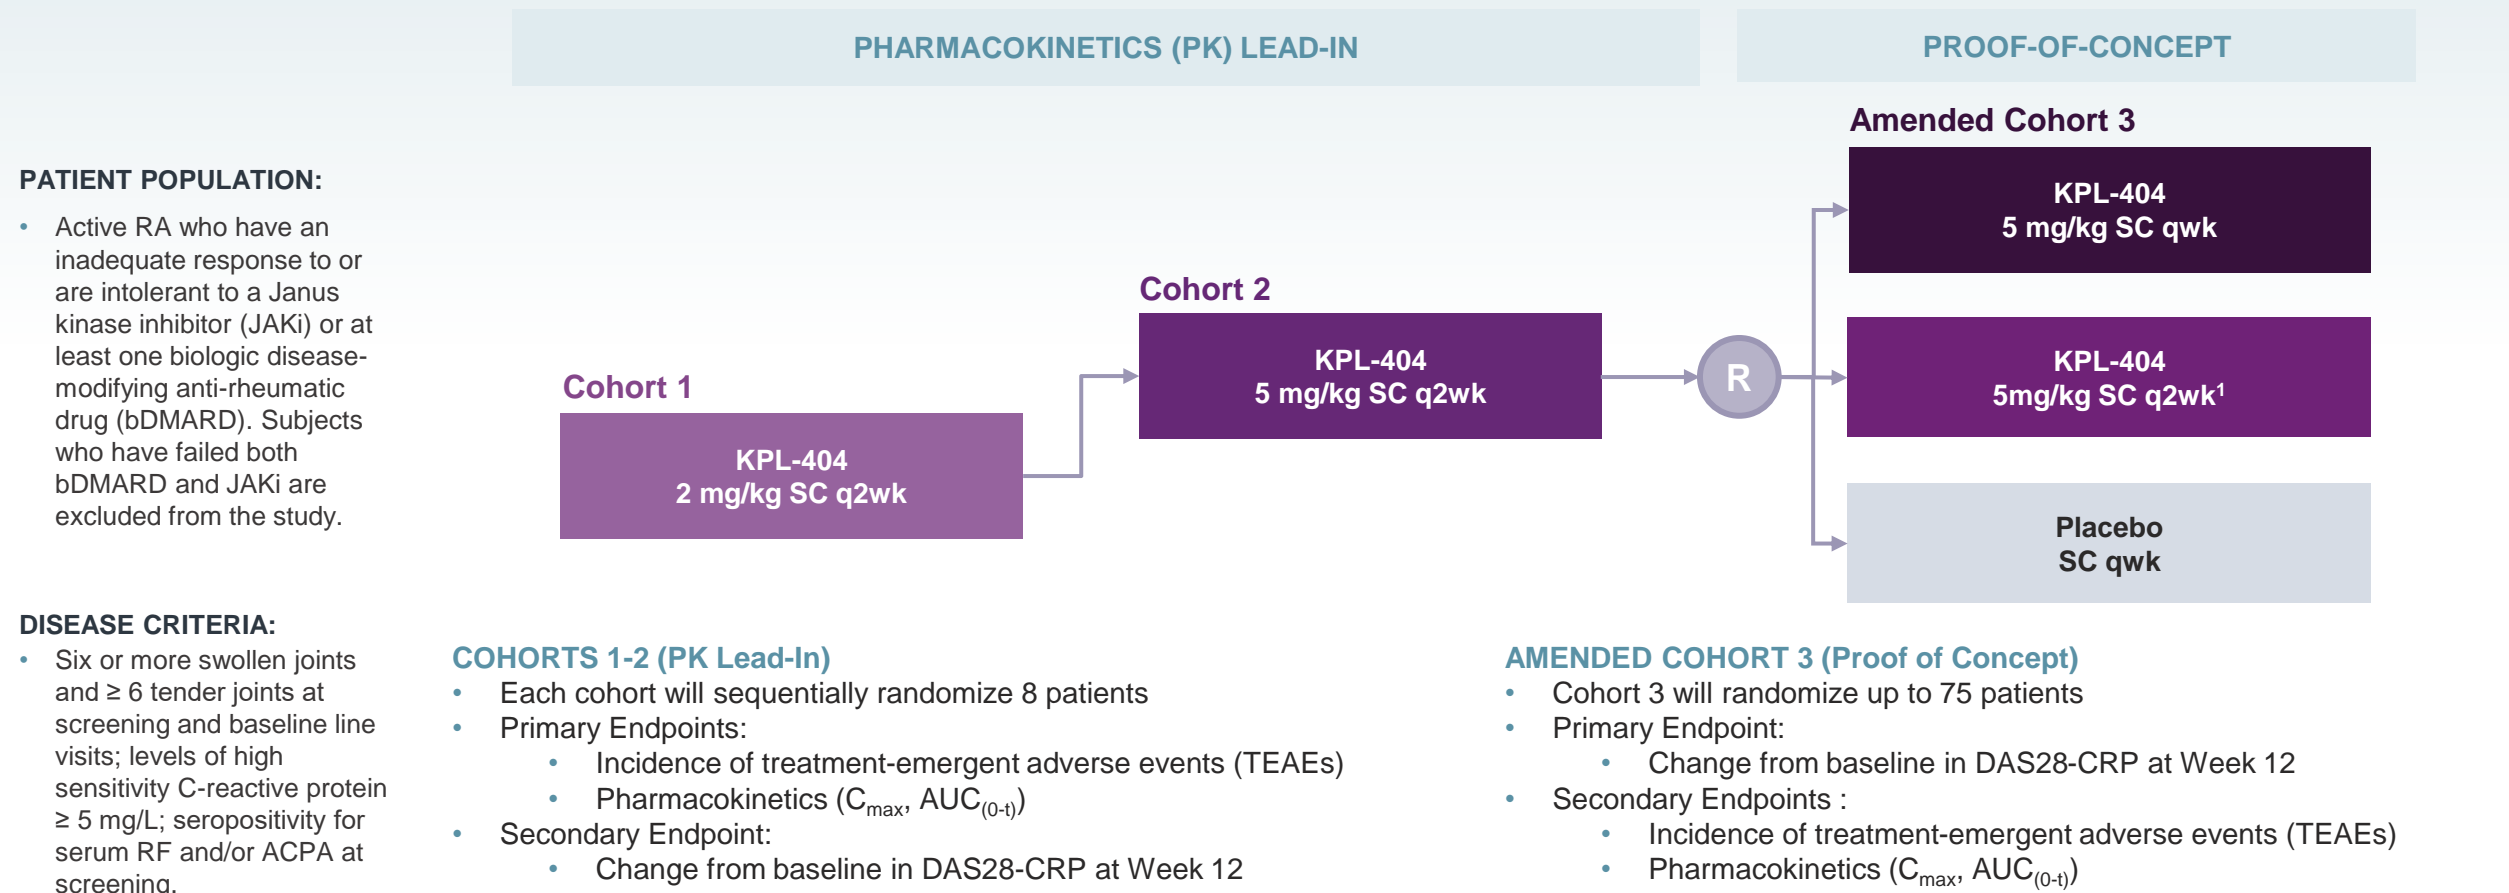 PHARMACOKINETICS (PK) LEAD-IN
PROOF-OF-CONCEPT
PATIENT POPULATION:
• Active RA who have an
inadequate response to or
are intolerant to a Janus
kinase inhibitor (JAKi) or at
least one biologic disease-
modifying anti-rheumatic
drug (bDMARD). Subjects
who have failed both
bDMARD and JAKi are
excluded from the study.
DISEASE CRITERIA:
• Six or more swollen joints
and ≥ 6 tender joints at
screening and baseline line
visits; levels of high
sensitivity C-reactive protein
≥ 5 mg/L; seropositivity for
serum RF and/or ACPA at
screening.
Cohort 1
KPL-404
2 mg/kg SC q2wk
Cohort 2
KPL-404
5 mg/kg SC q2wk
R
Amended Cohort 3
KPL-404
5 mg/kg SC qwk
KPL-404
5mg/kg SC q2wk¹
Placebo
SC qwk
COHORTS 1-2 (PK Lead-In)
• Each cohort will sequentially randomize 8 patients
• Primary Endpoints:
• Incidence of treatment-emergent adverse events (TEAEs)
• Pharmacokinetics (Cmax, AUC(0-t))
• Secondary Endpoint:
• Change from baseline in DAS28-CRP at Week 12
AMENDED COHORT 3 (Proof of Concept)
• Cohort 3 will randomize up to 75 patients
• Primary Endpoint:
• Change from baseline in DAS28-CRP at Week 12
• Secondary Endpoints :
• Incidence of treatment-emergent adverse events (TEAEs)
• Pharmacokinetics (Cmax, AUC(0-t))